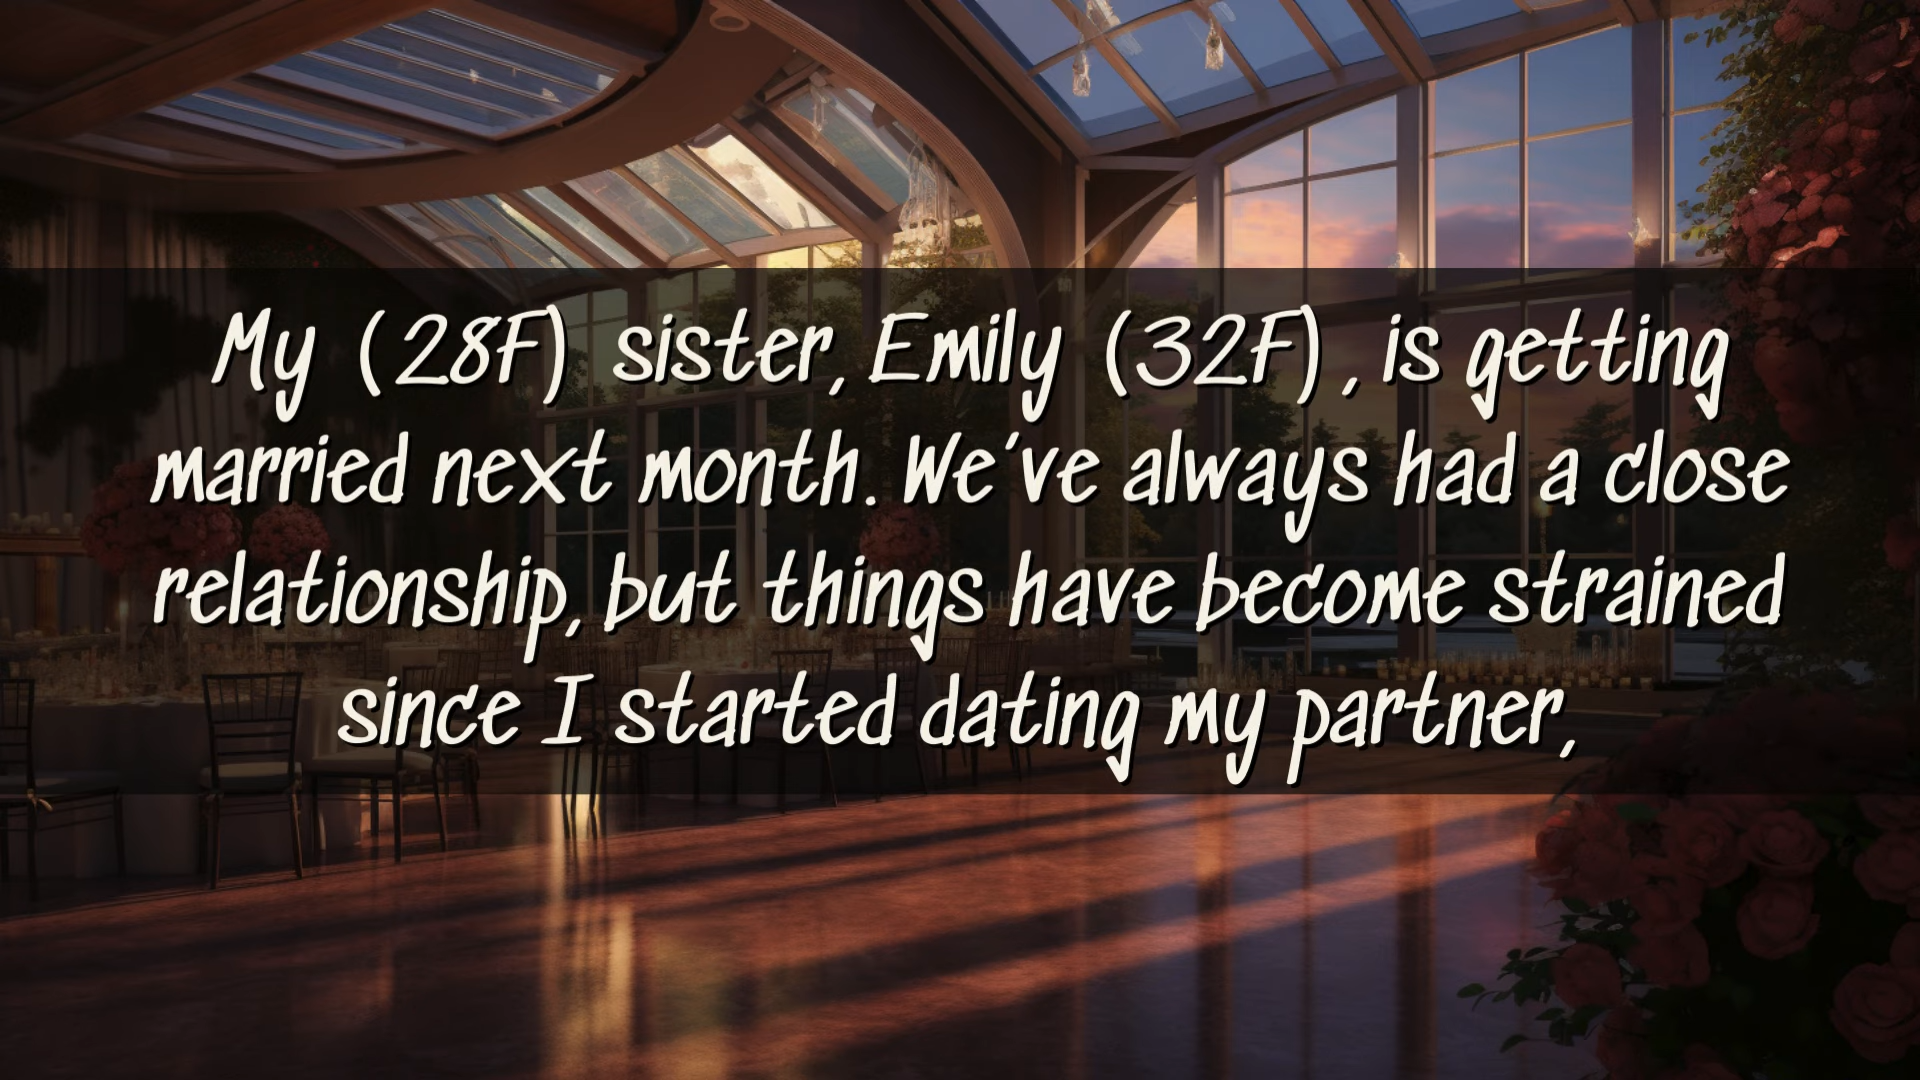 My (28F) sister, Emily (32F), is getting
married next month. We've always had a close
relationship, but things have become strained
since I started dating my partner,